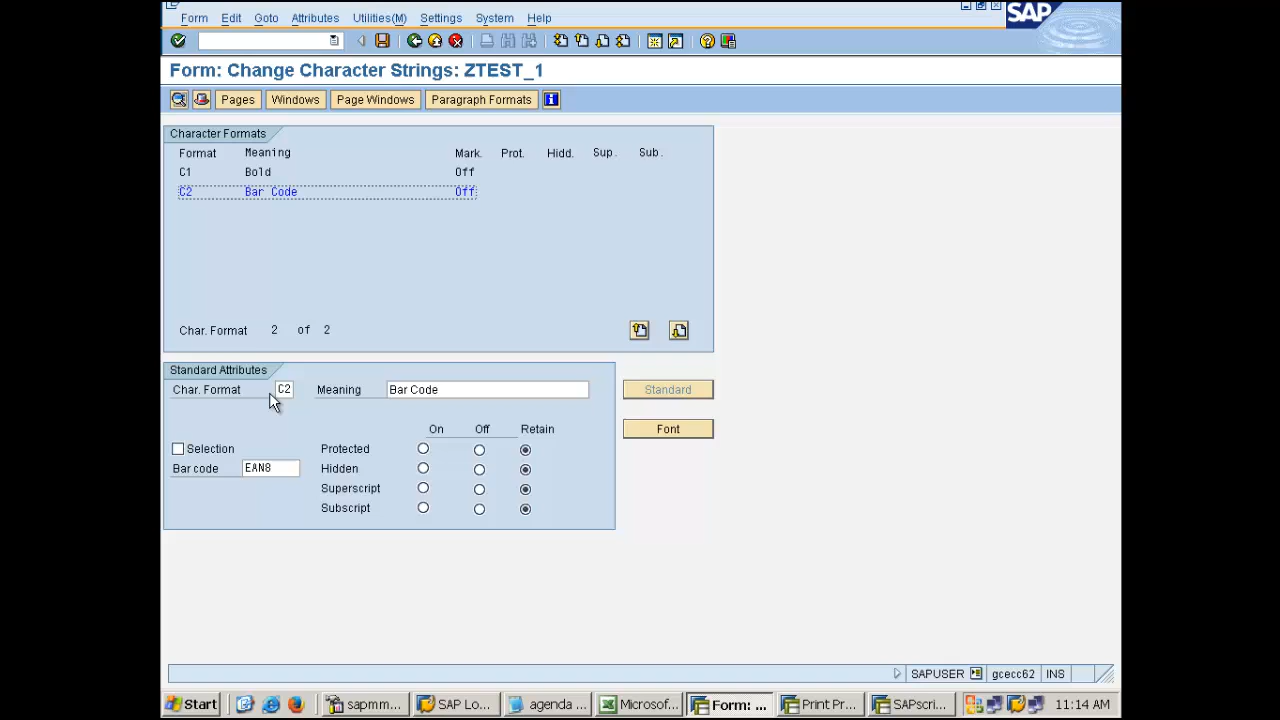 Form Edit Goto Attributes Utilities(M) Settings System Help
SAP
Form: Change Character Strings: ZTEST_1
Pages Windows Page Windows Paragraph Formats
Character Formats
Format Meaning Mark. Prot. Hidd. Sup. Sub.
C1 Bold Off
C2 Bar Code Off
Char. Format 2 of 2
Standard Attributes
Char. Format C2 Meaning Bar Code Standard
On Off Retain Font
Selection Protected
Bar code EAN8 Hidden
Superscript
Subscript
SAPUSER gcecc62 INS
Start sapmm... SAP Lo... agenda ... Microsof... Form: ... Print Pr... SAPscri... 11:14 AM